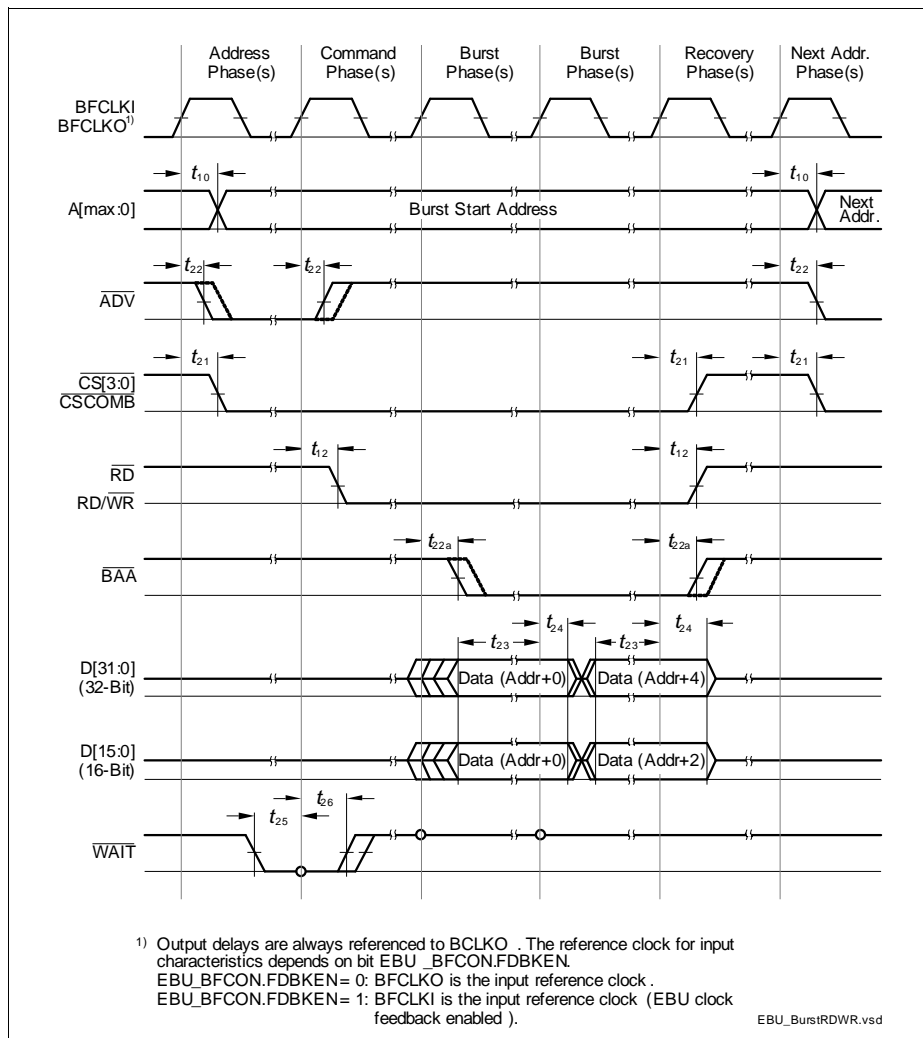 Address Phase(s)
Command Phase(s)
Burst Phase(s)
Burst Phase(s)
Recovery Phase(s)
Next Addr. Phase(s)
BFCLKI
BFCLKO1)
t10
t10
A[max:0]
Burst Start Address
Next Addr.
t22
t22
t22
ADV
t21
t21
t21
CS[3:0]
CSCOMB
t12
t12
RD
RD/WR
t22a
t22a
BAA
t24
t24
t23
t23
D[31:0]
(32-Bit)
Data (Addr+0)
Data (Addr+4)
D[15:0]
(16-Bit)
Data (Addr+0)
Data (Addr+2)
t26
t25
WAIT
1) Output delays are always referenced to BCLKO . The reference clock for input
characteristics depends on bit EBU _BFCON.FDBKEN.
EBU_BFCON.FDBKEN= 0: BFCLKO is the input reference clock .
EBU_BFCON.FDBKEN= 1: BFCLKI is the input reference clock (EBU clock
feedback enabled ).
EBU_BurstRDWR.vsd